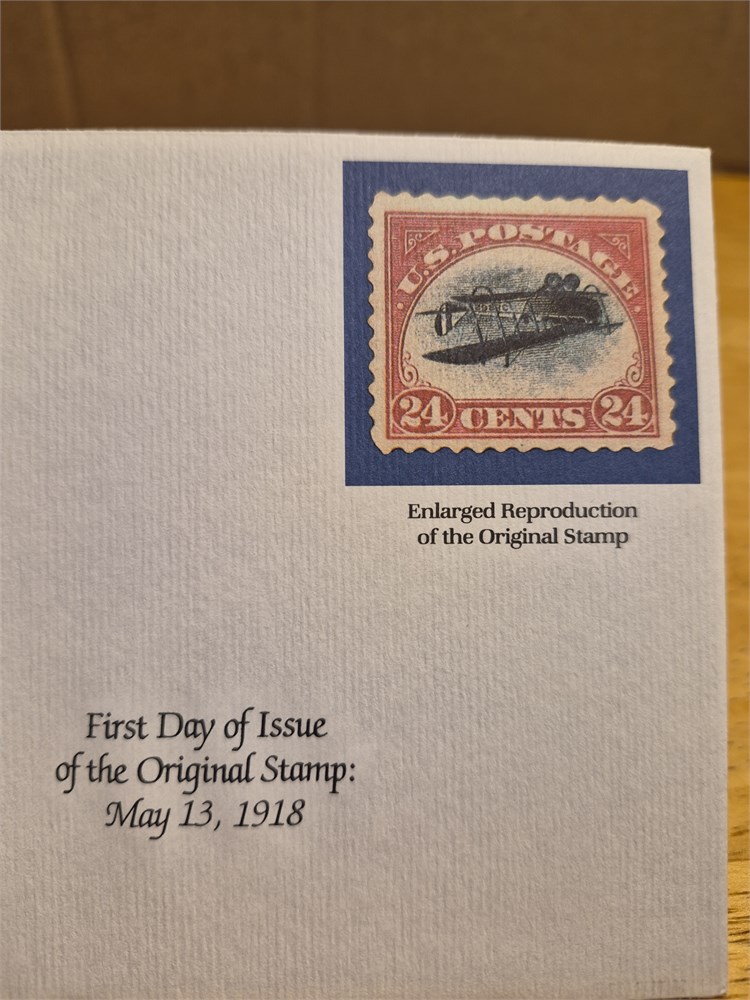 U.S. POSTAGE
24 CENTS 24
Enlarged Reproduction
of the Original Stamp
First Day of Issue
of the Original Stamp:
May 13, 1918